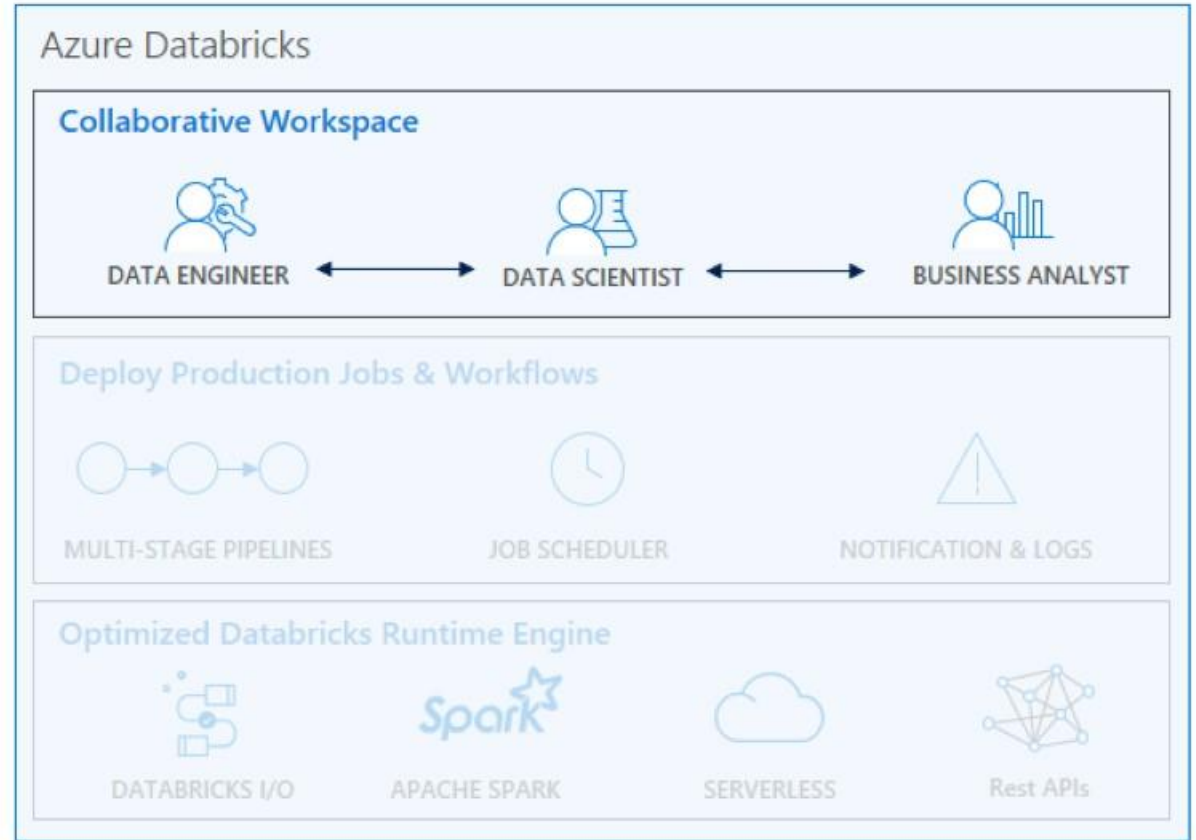 Azure Databricks
Collaborative Workspace
DATA ENGINEER
DATA SCIENTIST
BUSINESS ANALYST
Deploy Production Jobs & Workflows
MULTI-STAGE PIPELINES
JOB SCHEDULER
NOTIFICATION & LOGS
Optimized Databricks Runtime Engine
Spark
DATABRICKS I/O
APACHE SPARK
SERVERLESS
Rest APIs